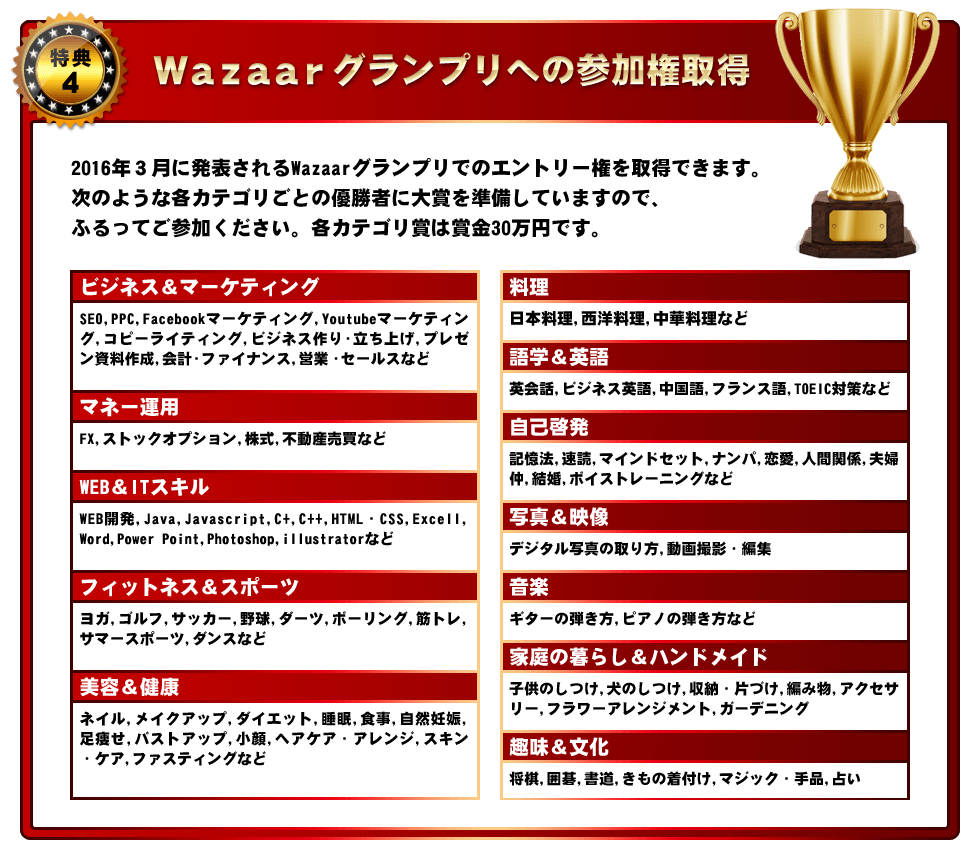 特典
4
Wazaarグランプリへの参加権取得
2016年３月に発表されるWazaarグランプリでのエントリー権を取得できます。
次のような各カテゴリごとの優勝者に大賞を準備していますので、
ふるってご参加ください。各カテゴリ賞は賞金30万円です。
ビジネス＆マーケティング
SEO,PPC,Facebookマーケティング,Youtubeマーケティン
グ,コピーライティング,ビジネス作り･立ち上げ,プレゼ
ン資料作成,会計･ファイナンス,営業・セールスなど
マネー運用
FX,ストックオプション,株式,不動産売買など
WEB＆ITスキル
WEB開発,Java,Javascript,C+,C++,HTML・CSS,Excell,
Word,Power Point,Photoshop,illustratorなど
フィットネス＆スポーツ
ヨガ,ゴルフ,サッカー,野球,ダーツ,ボーリング,筋トレ,
サマースポーツ,ダンスなど
美容＆健康
ネイル,メイクアップ,ダイエット,睡眠,食事,自然妊娠,
足痩せ,バストアップ,小顔,ヘアケア・アレンジ,スキン
・ケア,ファスティングなど
料理
日本料理,西洋料理,中華料理など
語学＆英語
英会話,ビジネス英語,中国語,フランス語,TOEIC対策など
自己啓発
記憶法,速読,マインドセット,ナンパ,恋愛,人間関係,夫婦
仲,結婚,ボイストレーニングなど
写真＆映像
デジタル写真の取り方,動画撮影・編集
音楽
ギターの弾き方,ピアノの弾き方など
家庭の暮らし＆ハンドメイド
子供のしつけ,犬のしつけ,収納・片づけ,編み物,アクセサ
リー,フラワーアレンジメント,ガーデニング
趣味＆文化
将棋,囲碁,書道,きもの着付け,マジック・手品,占い